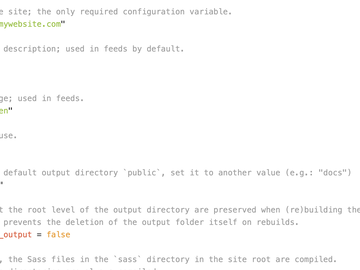 e site; the only required configuration variable.
mywebsite.com"
description; used in feeds by default.
ge; used in feeds.
en"
use.
default output directory `public`, set it to another value (e.g.: "docs")
"
t the root level of the output directory are preserved when (re)building the
prevents the deletion of the output folder itself on rebuilds.
_output = false
, the Sass files in the `sass` directory in the site root are compiled.